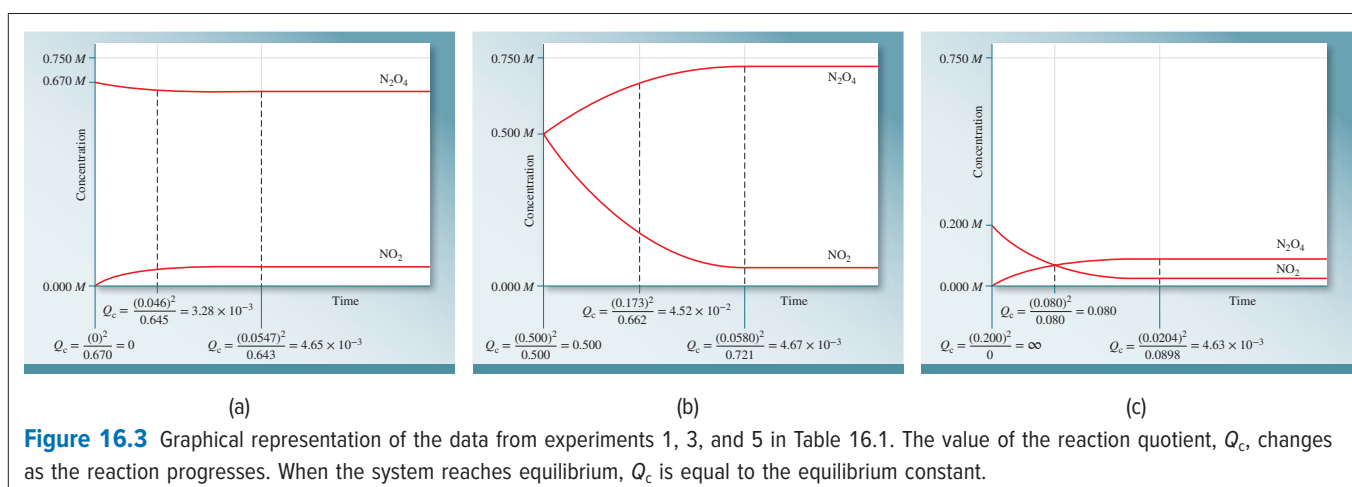 0.750 M
0.670 M
N₂O₄
Concentration
NO₂
0.000 M
Time
Qc = (0.046)²/0.645 = 3.28 × 10⁻³
Qc = (0)²/0.670 = 0
Qc = (0.0547)²/0.643 = 4.65 × 10⁻³
(a)
0.750 M
N₂O₄
0.500 M
Concentration
NO₂
0.000 M
Time
Qc = (0.173)²/0.662 = 4.52 × 10⁻²
Qc = (0.500)²/0.500 = 0.500
Qc = (0.0580)²/0.721 = 4.67 × 10⁻³
(b)
0.750 M
Concentration
0.200 M
N₂O₄
NO₂
0.000 M
Time
Qc = (0.080)²/0.080 = 0.080
Qc = (0.200)²/0 = ∞
Qc = (0.0204)²/0.0898 = 4.63 × 10⁻³
(c)
Figure 16.3 Graphical representation of the data from experiments 1, 3, and 5 in Table 16.1. The value of the reaction quotient, Qc, changes
as the reaction progresses. When the system reaches equilibrium, Qc is equal to the equilibrium constant.